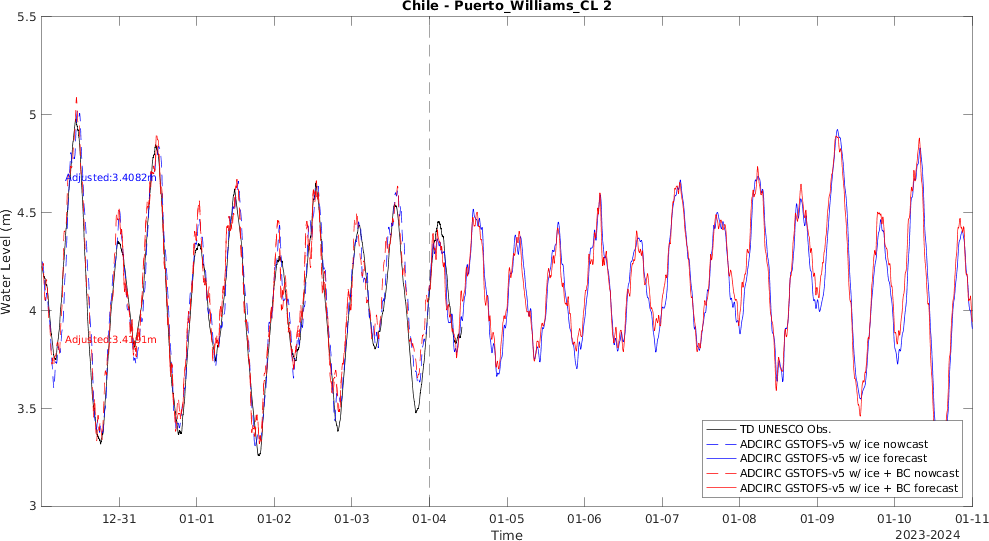 Chile - Puerto_Williams_CL 2
5.5
5
4.5
4
3.5
3
Water Level (m)
Adjusted:3.4082m
Adjusted:3.4191m
TD UNESCO Obs.
ADCIRC GSTOFS-v5 w/ ice nowcast
ADCIRC GSTOFS-v5 w/ ice forecast
ADCIRC GSTOFS-v5 w/ ice + BC nowcast
ADCIRC GSTOFS-v5 w/ ice + BC forecast
12-31 01-01 01-02 01-03 01-04 01-05 01-06 01-07 01-08 01-09 01-10 01-11
Time
2023-2024